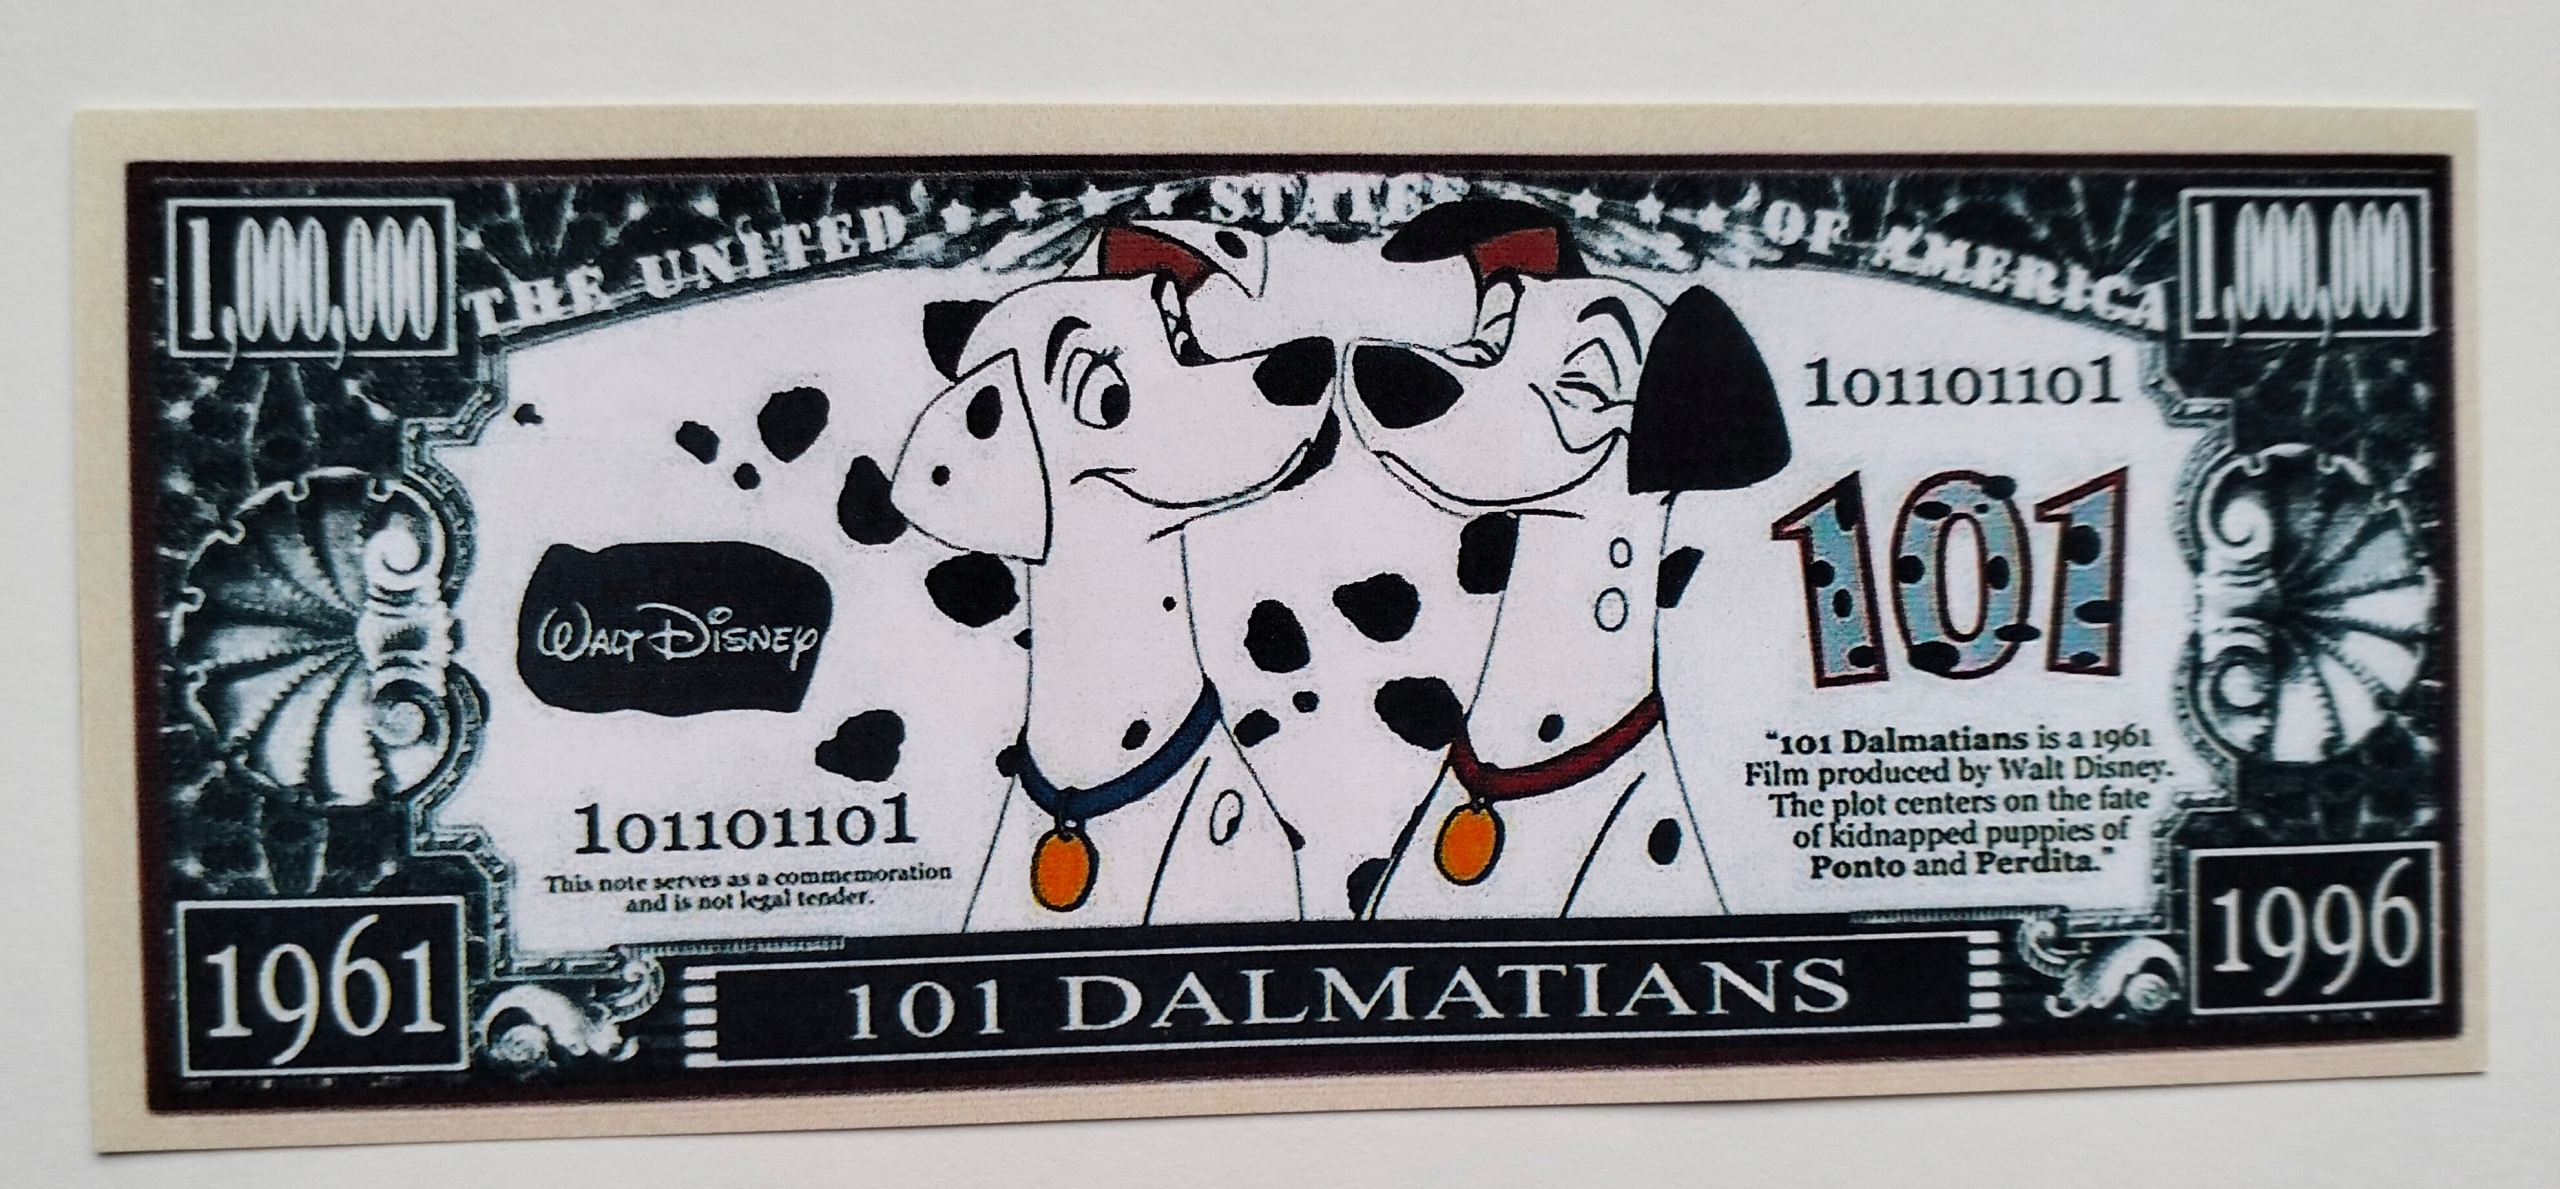 THE UNITED STATES OF AMERICA
1,000,000
1,000,000
101101101
101
WALT DISNEY
"101 Dalmatians is a 1961
Film produced by Walt Disney.
The plot centers on the fate
of kidnapped puppies of
Ponto and Perdita."
101101101
This note serves as a commemoration
and is not legal tender.
1961
101 DALMATIANS
1996